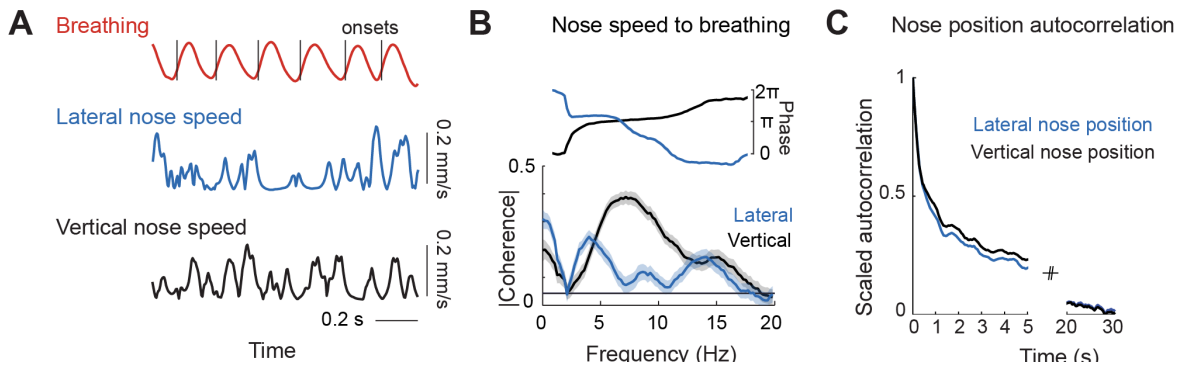 A
Breathing
onsets
Lateral nose speed
0.2 mm/s
Vertical nose speed
0.2 mm/s
0.2 s
Time
B
Nose speed to breathing
2π
π
0
Phase
0.5
0
|Coherence|
Lateral
Vertical
0 5 10 15 20
Frequency (Hz)
C
Nose position autocorrelation
1
0.5
0
Scaled autocorrelation
Lateral nose position
Vertical nose position
0 1 2 3 4 5 20 30
Time (s)